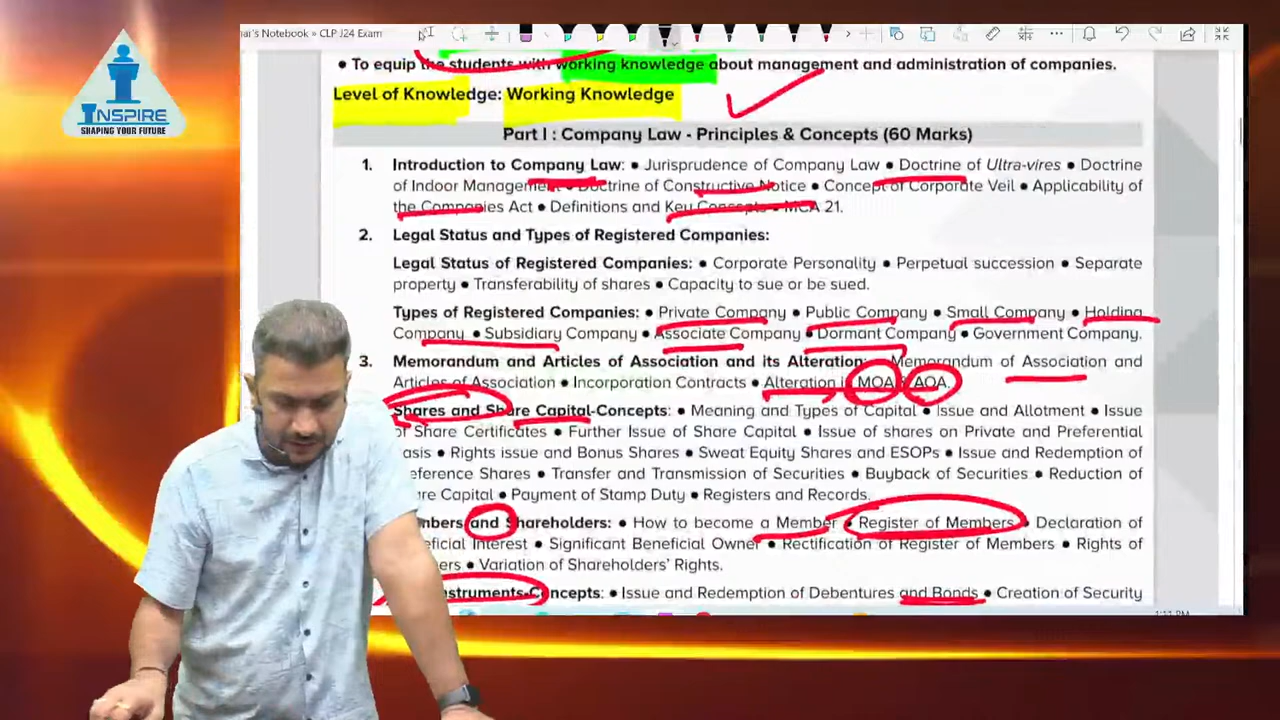 nar's Notebook » CLP J24 Exam
INSPIRE
SHAPING YOUR FUTURE
• To equip the students with working knowledge about management and administration of companies.
Level of Knowledge: Working Knowledge
Part I : Company Law - Principles & Concepts (60 Marks)
1. Introduction to Company Law: • Jurisprudence of Company Law • Doctrine of Ultra-vires • Doctrine
of Indoor Management • Doctrine of Constructive Notice • Concept of Corporate Veil • Applicability of
the Companies Act • Definitions and Key Concepts • MCA 21.
2. Legal Status and Types of Registered Companies:
Legal Status of Registered Companies: • Corporate Personality • Perpetual succession • Separate
property • Transferability of shares • Capacity to sue or be sued.
Types of Registered Companies: • Private Company • Public Company • Small Company • Holding
Company • Subsidiary Company • Associate Company • Dormant Company • Government Company.
3. Memorandum and Articles of Association and its Alteration: Memorandum of Association and
Articles of Association • Incorporation Contracts • Alteration MOA AOA.
Shares and Share Capital-Concepts: • Meaning and Types of Capital • Issue and Allotment • Issue
of Share Certificates • Further Issue of Share Capital • Issue of shares on Private and Preferential
asis • Rights issue and Bonus Shares • Sweat Equity Shares and ESOPs • Issue and Redemption of
eference Shares • Transfer and Transmission of Securities • Buyback of Securities • Reduction of
re Capital • Payment of Stamp Duty • Registers and Records.
mbers and Shareholders: • How to become a Member • Register of Members • Declaration of
eficial Interest • Significant Beneficial Owner • Rectification of Register of Members • Rights of
ers • Variation of Shareholders' Rights.
nstruments-Concepts: • Issue and Redemption of Debentures and Bonds • Creation of Security